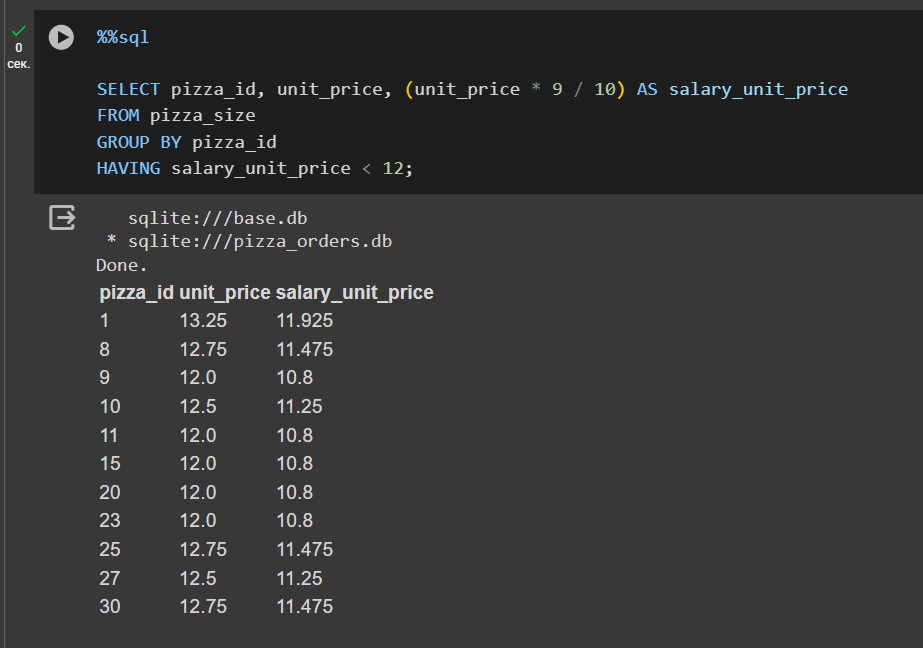 %%sql
0
сек.
SELECT pizza_id, unit_price, (unit_price * 9 / 10) AS salary_unit_price
FROM pizza_size
GROUP BY pizza_id
HAVING salary_unit_price < 12;
sqlite:///base.db
* sqlite:///pizza_orders.db
Done.
pizza_id unit_price salary_unit_price
1 13.25 11.925
8 12.75 11.475
9 12.0 10.8
10 12.5 11.25
11 12.0 10.8
15 12.0 10.8
20 12.0 10.8
23 12.0 10.8
25 12.75 11.475
27 12.5 11.25
30 12.75 11.475